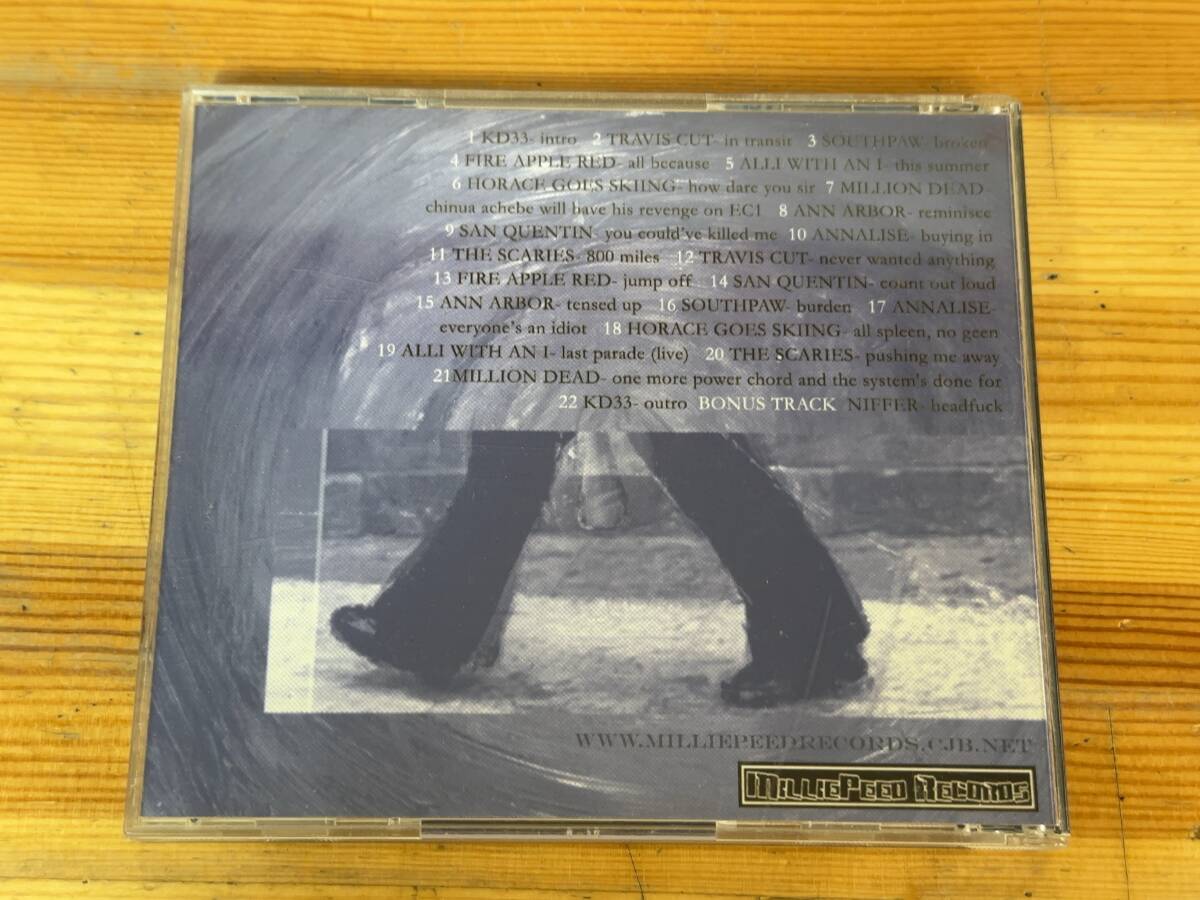 1 KD33- intro 2 TRAVIS CUT- in transit 3 SOUTHPAW- broken
4 FIRE APPLE RED- all because 5 ALLI WITH AN I- this summer
6 HORACE GOES SKIING- how dare you sir 7 MILLION DEAD-
chinua achebe will have his revenge on EC1 8 ANN ARBOR- reminisce
9 SAN QUENTIN- you could've killed me 10 ANNALISE- buying in
11 THE SCARIES- 800 miles 12 TRAVIS CUT- never wanted anything
13 FIRE APPLE RED- jump off 14 SAN QUENTIN- count out loud
15 ANN ARBOR- tensed up 16 SOUTHPAW- burden 17 ANNALISE-
everyone's an idiot 18 HORACE GOES SKIING- all spleen, no geen
19 ALLI WITH AN I- last parade (live) 20 THE SCARIES- pushing me away
21MILLION DEAD- one more power chord and the system's done for
22 KD33- outro BONUS TRACK NIFFER- headfuck
WWW.MILLIEPEEDRECORDS.CJB.NET
MILLIEPEED RECORDS